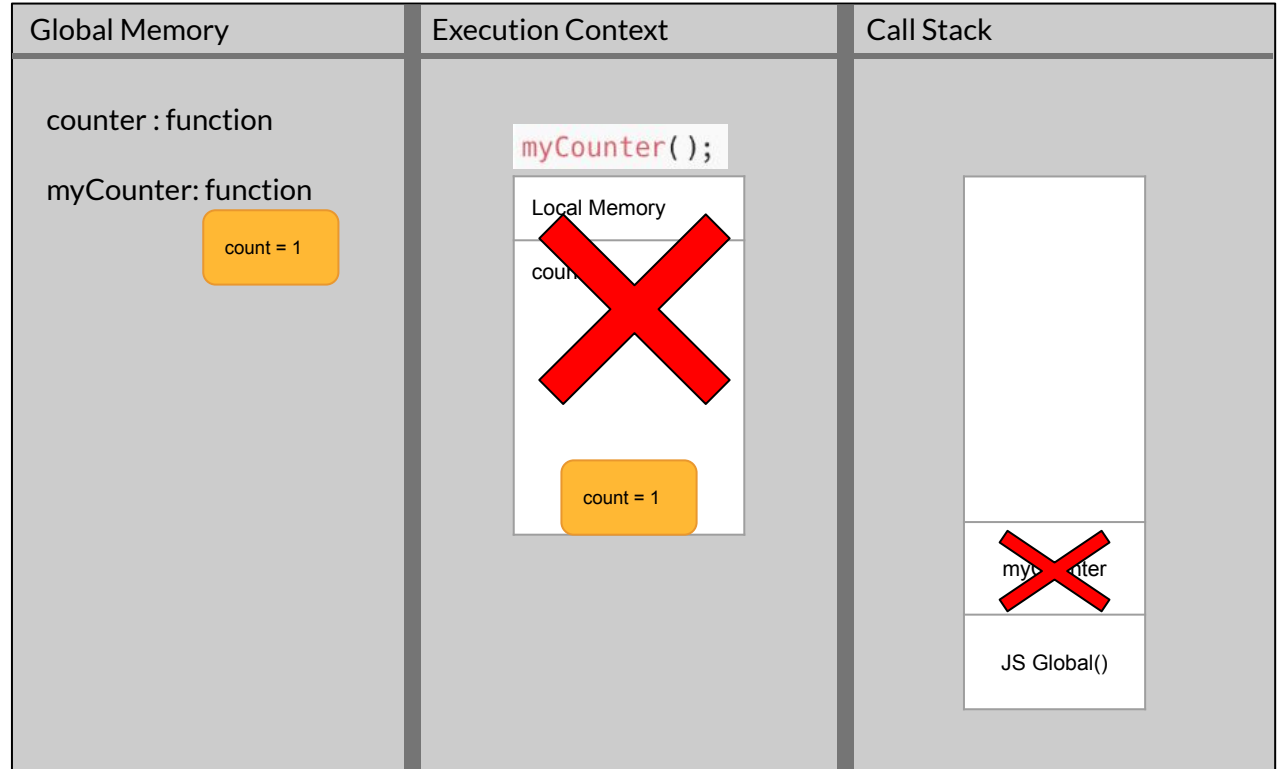 Global Memory
Execution Context
Call Stack
counter : function
myCounter: function
count = 1
myCounter();
Local Memory
count = 1
JS Global()